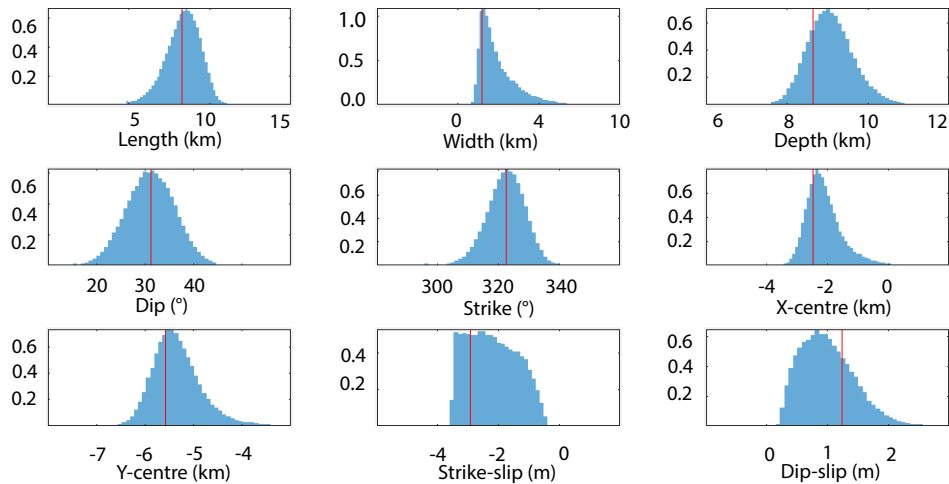 0.6
0.4
0.2
5 10 15
Length (km)
1.0
0.5
0.0
0 4 10
Width (km)
0.6
0.4
0.2
6 8 10 12
Depth (km)
0.6
0.4
0.2
20 30 40
Dip (°)
0.6
0.4
0.2
300 320 340
Strike (°)
0.6
0.4
0.2
-4 -2 0
X-centre (km)
0.6
0.4
0.2
-7 -6 -5 -4
Y-centre (km)
0.4
0.2
-4 -2 0
Strike-slip (m)
0.6
0.4
0.2
0 1 2
Dip-slip (m)